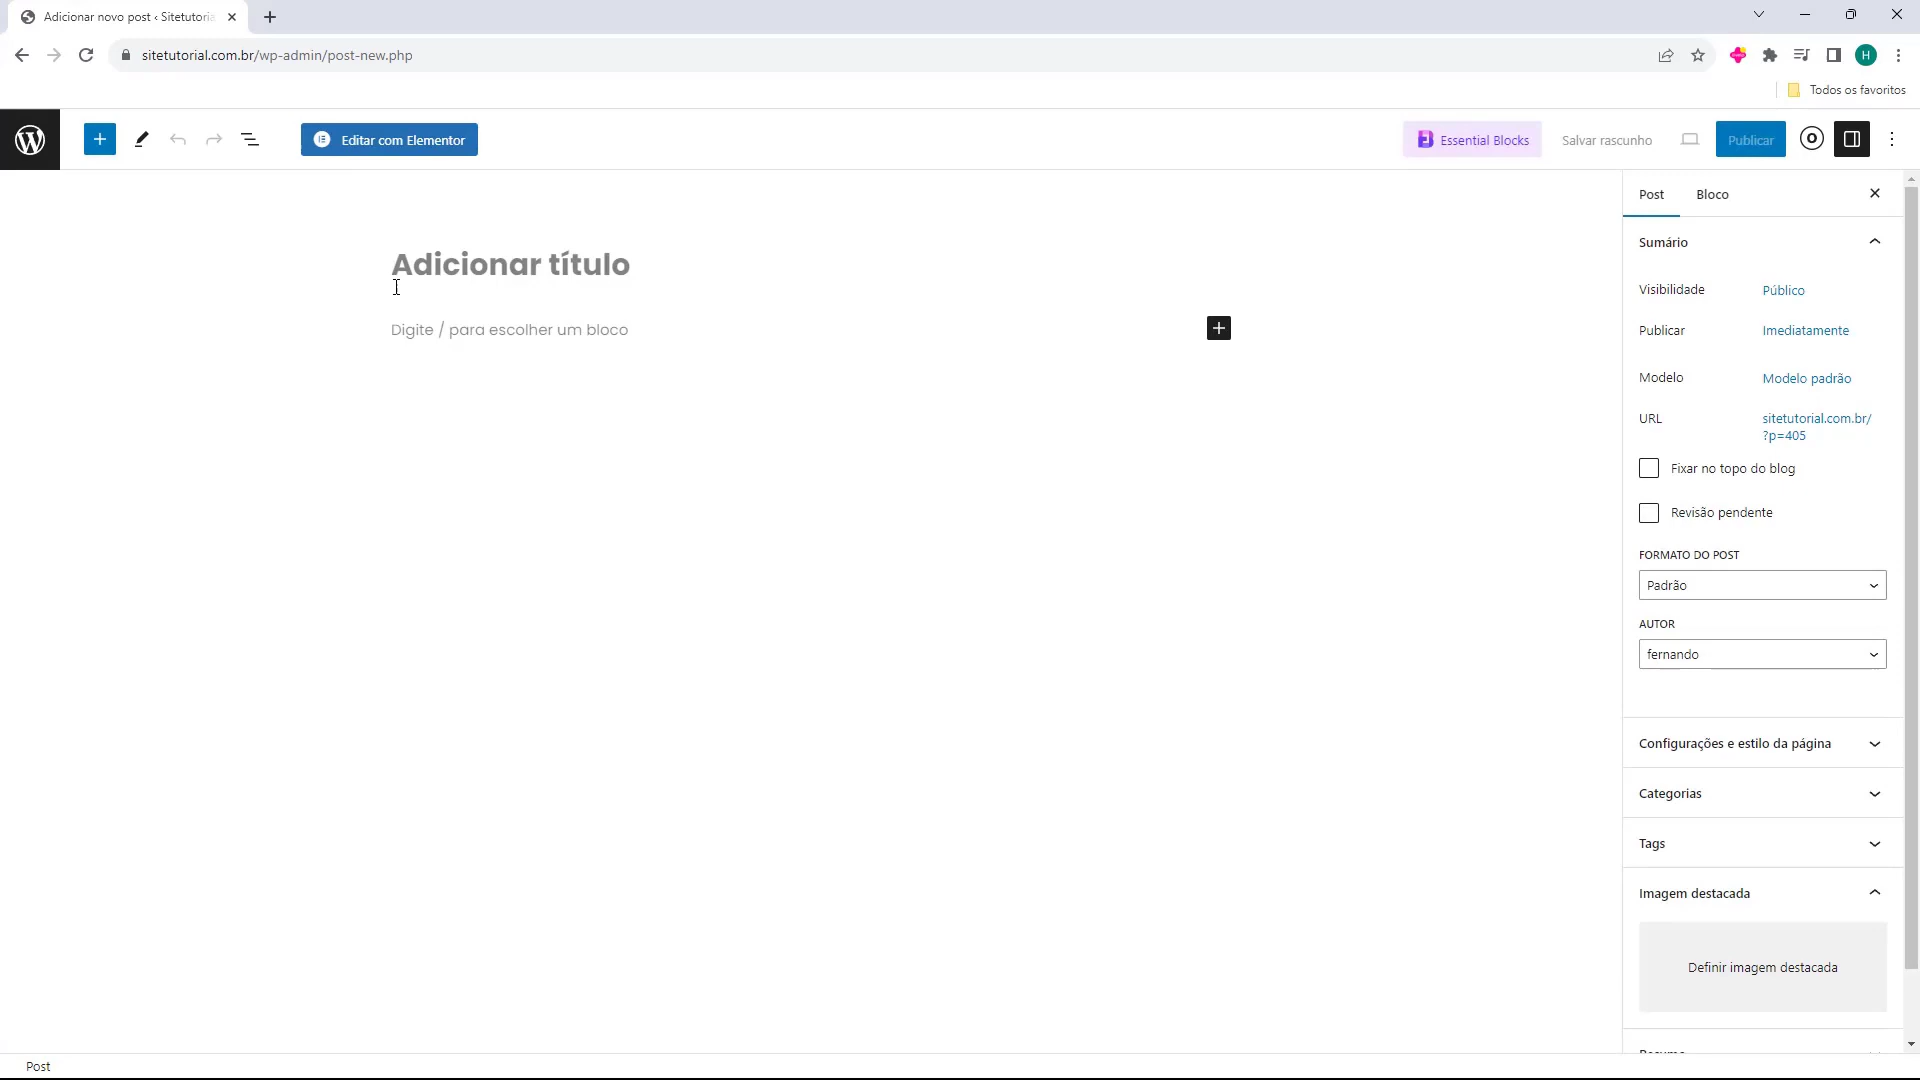 Adicionar novo post ‹ Sitetutoria
sitetutorial.com.br/wp-admin/post-new.php
H
Todos os favoritos
Editar com Elementor
Essential Blocks
Salvar rascunho
Publicar
Post
Bloco
Adicionar título
Digite / para escolher um bloco
Sumário
Visibilidade
Público
Publicar
Imediatamente
Modelo
Modelo padrão
URL
sitetutorial.com.br/
?p=405
Fixar no topo do blog
Revisão pendente
FORMATO DO POST
Padrão
AUTOR
fernando
Configurações e estilo da página
Categorias
Tags
Imagem destacada
Definir imagem destacada
Post